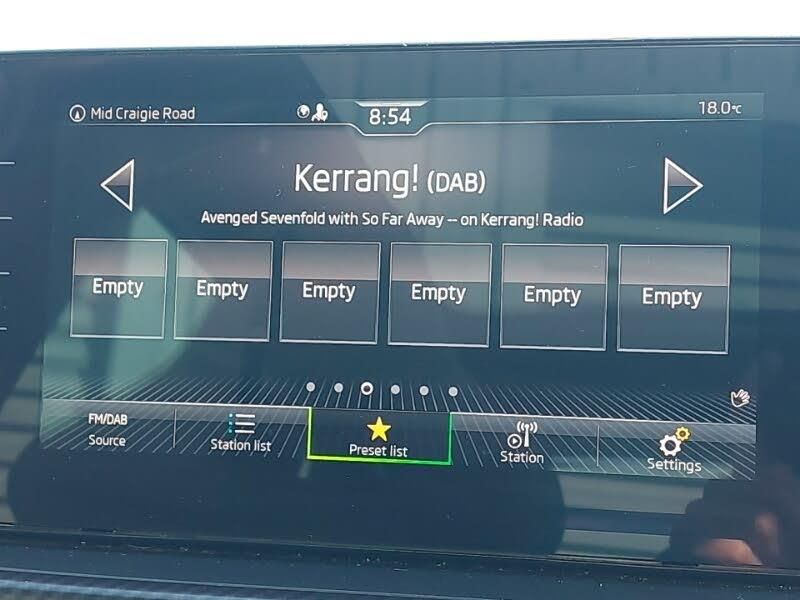 Mid Craigie Road
8:54
18.0°C
Kerrang! (DAB)
Avenged Sevenfold with So Far Away -- on Kerrang! Radio
Empty Empty Empty Empty Empty Empty
FM/DAB
Source
Station list
Preset list
Station
Settings